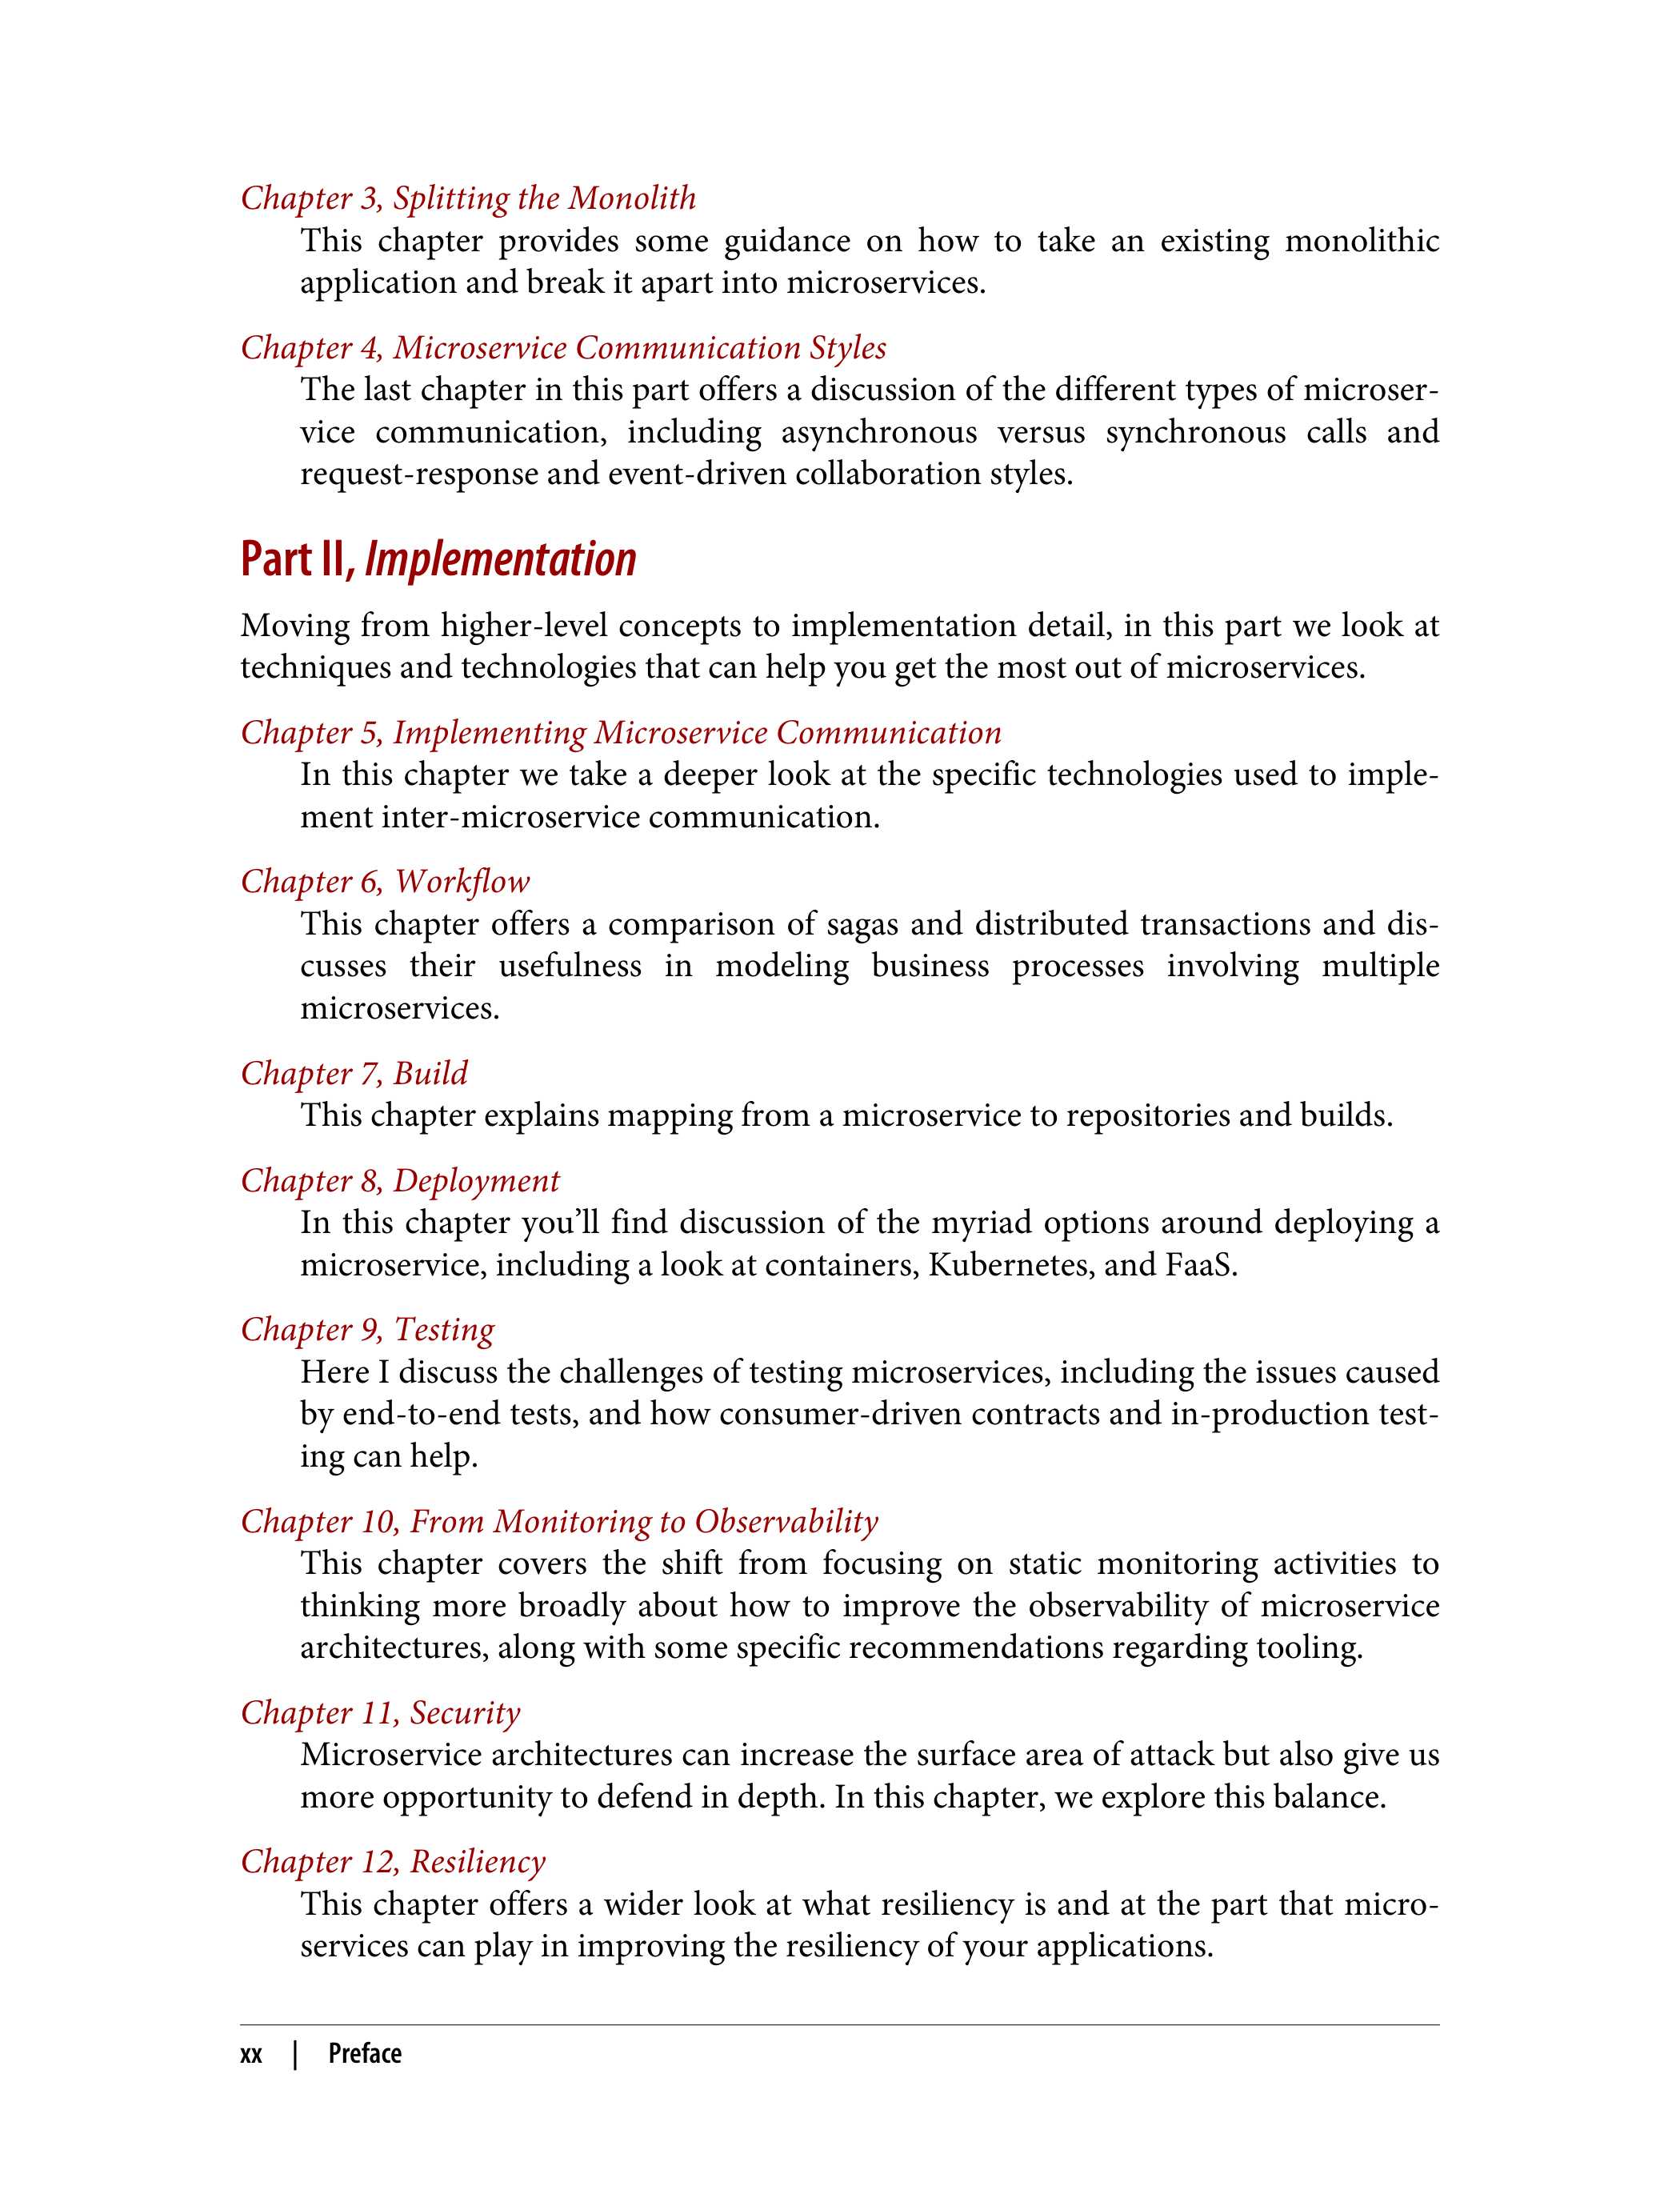 Chapter 3, Splitting the Monolith
This chapter provides some guidance on how to take an existing monolithic
application and break it apart into microservices.
Chapter 4, Microservice Communication Styles
The last chapter in this part offers a discussion of the different types of microser-
vice communication, including asynchronous versus synchronous calls and
request-response and event-driven collaboration styles.
Part II, Implementation
Moving from higher-level concepts to implementation detail, in this part we look at
techniques and technologies that can help you get the most out of microservices.
Chapter 5, Implementing Microservice Communication
In this chapter we take a deeper look at the specific technologies used to imple-
ment inter-microservice communication.
Chapter 6, Workflow
This chapter offers a comparison of sagas and distributed transactions and dis-
cusses their usefulness in modeling business processes involving multiple
microservices.
Chapter 7, Build
This chapter explains mapping from a microservice to repositories and builds.
Chapter 8, Deployment
In this chapter you’ll find discussion of the myriad options around deploying a
microservice, including a look at containers, Kubernetes, and FaaS.
Chapter 9, Testing
Here I discuss the challenges of testing microservices, including the issues caused
by end-to-end tests, and how consumer-driven contracts and in-production test-
ing can help.
Chapter 10, From Monitoring to Observability
This chapter covers the shift from focusing on static monitoring activities to
thinking more broadly about how to improve the observability of microservice
architectures, along with some specific recommendations regarding tooling.
Chapter 11, Security
Microservice architectures can increase the surface area of attack but also give us
more opportunity to defend in depth. In this chapter, we explore this balance.
Chapter 12, Resiliency
This chapter offers a wider look at what resiliency is and at the part that micro-
services can play in improving the resiliency of your applications.
xx | Preface